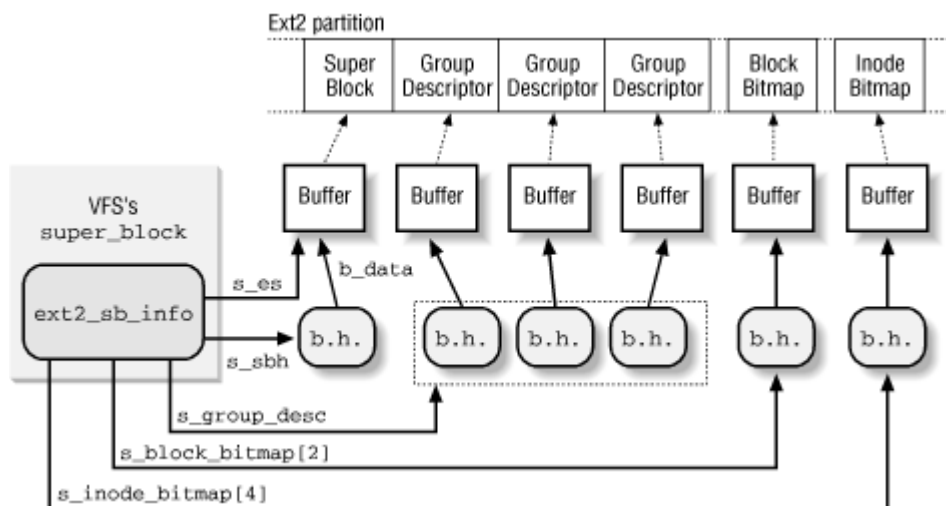 Ext2 partition
Super
Block
Group
Descriptor
Group
Descriptor
Group
Descriptor
Block
Bitmap
Inode
Bitmap
Buffer
Buffer
Buffer
Buffer
Buffer
Buffer
VFS's
super_block
ext2_sb_info
s_es
b_data
s_sbh
b.h.
b.h.
b.h.
b.h.
b.h.
b.h.
s_group_desc
s_block_bitmap[2]
s_inode_bitmap[4]